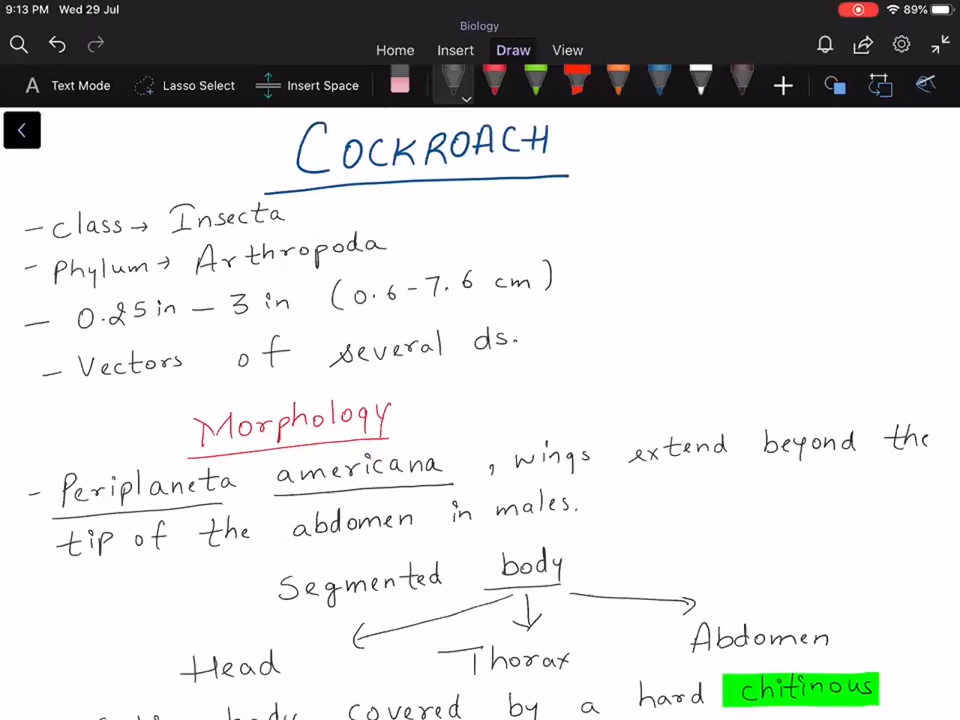 9:13 PM Wed 29 Jul 89%
Biology
Home Insert Draw View
Text Mode Lasso Select Insert Space
COCKROACH
- class → Insecta
- Phylum → Arthropoda
- 0.25 in - 3 in (0.6-7.6 cm)
- Vectors of several ds.
Morphology
- Periplaneta americana, wings extend beyond the
tip of the abdomen in males.
Segmented body
Head Thorax Abdomen
body covered by a hard chitinous